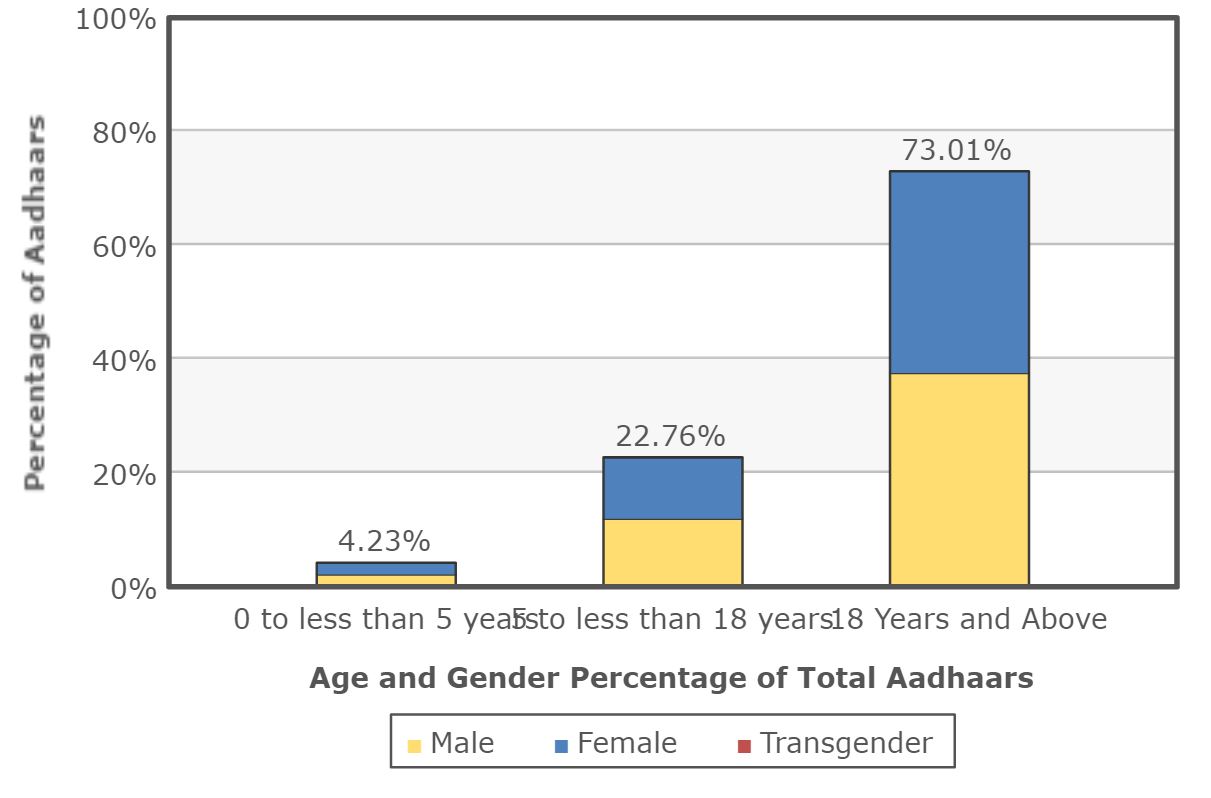 100%
80%
60%
40%
20%
0%
Percentage of Aadhaars
4.23%
22.76%
73.01%
0 to less than 5 years
5 to less than 18 years
18 Years and Above
Age and Gender Percentage of Total Aadhaars
Male
Female
Transgender